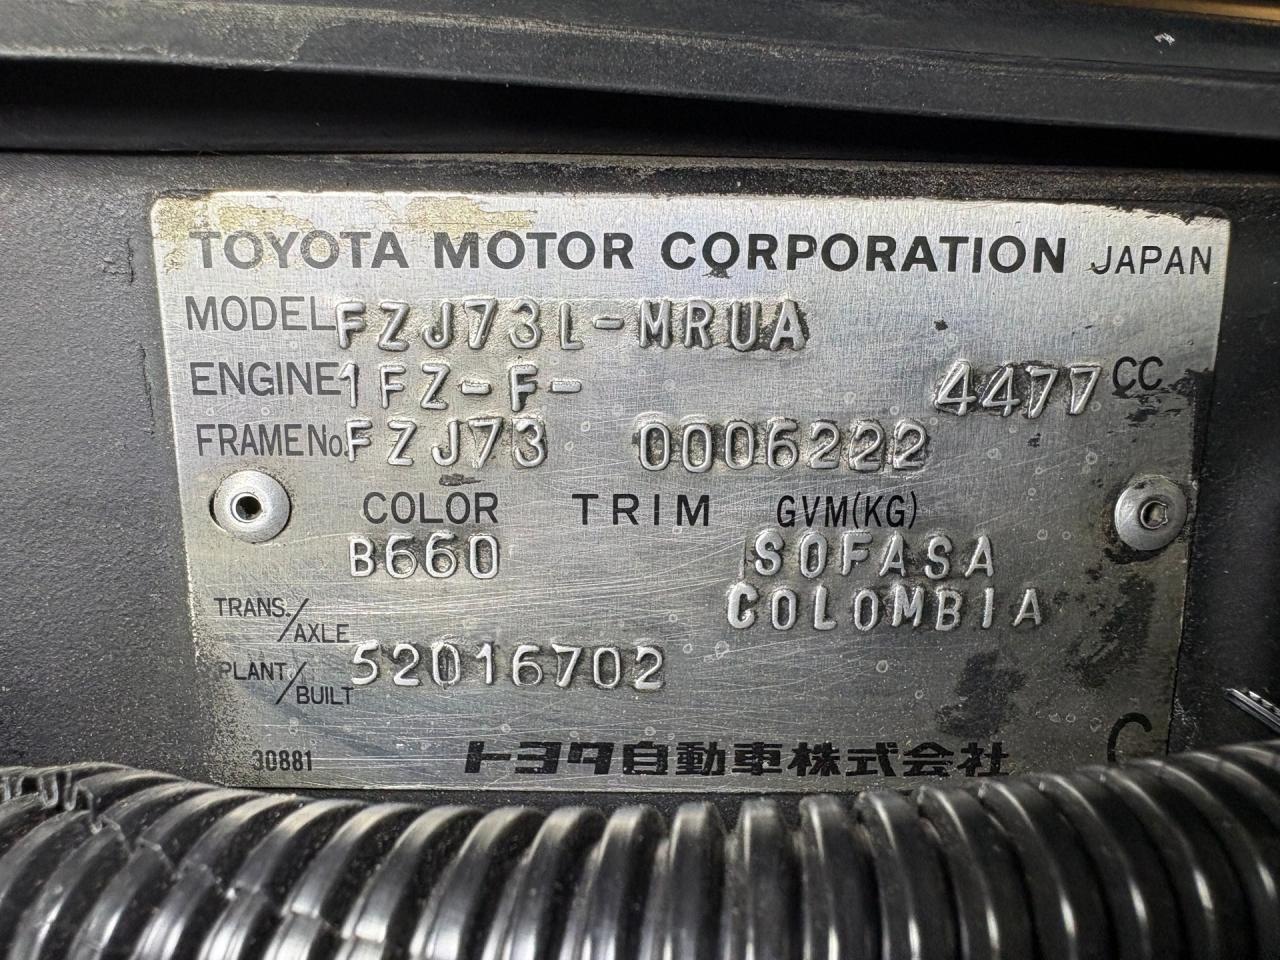 TOYOTA MOTOR CORPORATION JAPAN
MODEL FZJ73L-MRUA
ENGINE 1FZ-F- 4477 CC
FRAME No. FZJ73 0006222
COLOR TRIM GVM(KG)
B660 SOFASA
COLOMBIA
TRANS./AXLE
PLANT/BUILT 52016702
30881 トヨタ自動車株式会社 C